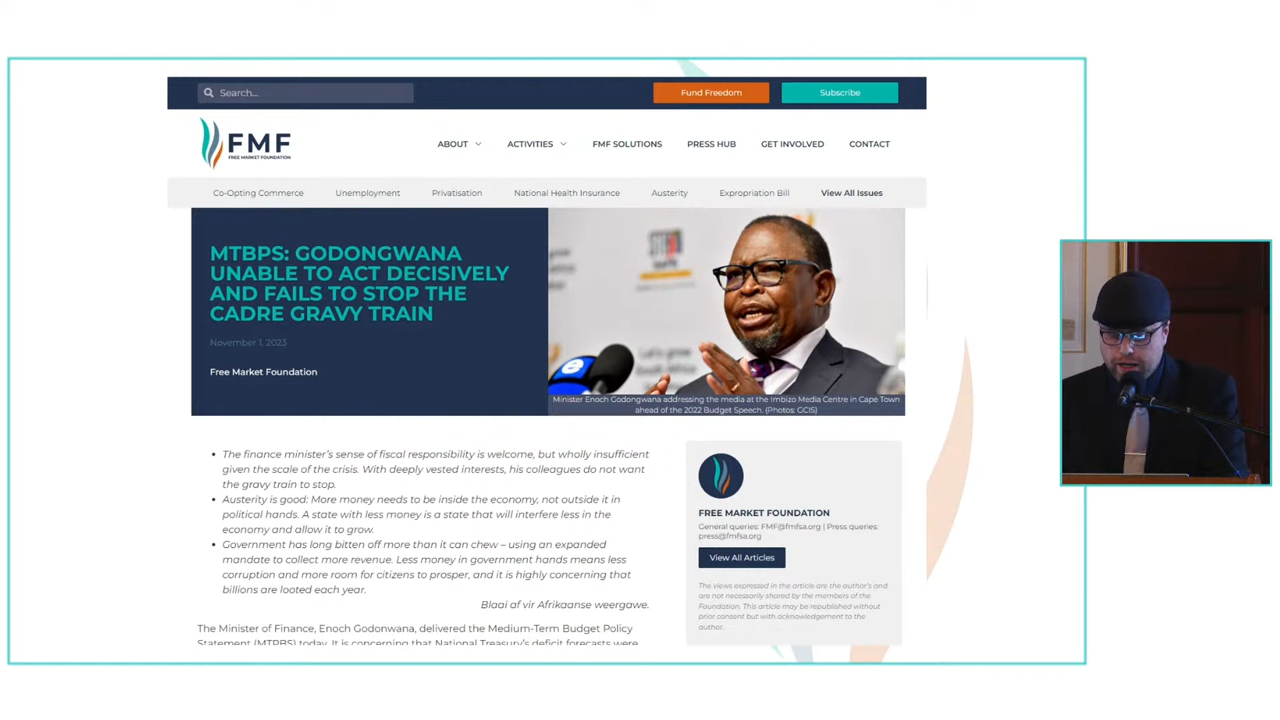 Search...
Fund Freedom
Subscribe
FMF
FREE MARKET FOUNDATION
ABOUT
ACTIVITIES
FMF SOLUTIONS
PRESS HUB
GET INVOLVED
CONTACT
Co-Opting Commerce
Unemployment
Privatisation
National Health Insurance
Austerity
Expropriation Bill
View All Issues
MTBPS: GODONGWANA
UNABLE TO ACT DECISIVELY
AND FAILS TO STOP THE
CADRE GRAVY TRAIN
November 1, 2023
Free Market Foundation
Minister Enoch Godongwana addressing the media at the Imbizo Media Centre in Cape Town
ahead of the 2022 Budget Speech. (Photos: GCIS)
• The finance minister's sense of fiscal responsibility is welcome, but wholly insufficient
given the scale of the crisis. With deeply vested interests, his colleagues do not want
the gravy train to stop.
• Austerity is good: More money needs to be inside the economy, not outside it in
political hands. A state with less money is a state that will interfere less in the
economy and allow it to grow.
• Government has long bitten off more than it can chew – using an expanded
mandate to collect more revenue. Less money in government hands means less
corruption and more room for citizens to prosper, and it is highly concerning that
billions are looted each year.
Blaai af vir Afrikaanse weergawe.
The Minister of Finance, Enoch Godonwana, delivered the Medium-Term Budget Policy
Statement (MTPBS) today. It is concerning that National Treasury's deficit forecasts were
FREE MARKET FOUNDATION
General queries: FMF@fmfsa.org | Press queries:
press@fmfsa.org
View All Articles
The views expressed in the article are the author's and
are not necessarily shared by the members of the
Foundation. This article may be republished without
prior consent but with acknowledgement to the
author.